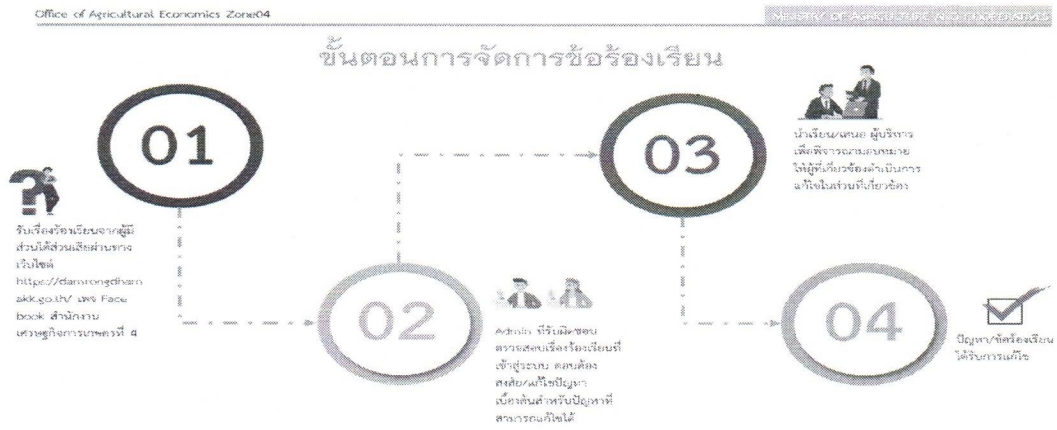 Office of Agricultural Economics Zone04
MINISTRY OF AGRICULTURE AND COOPERATIVES
ขั้นตอนการจัดการข้อร้องเรียน
01
รับเรื่องร้องเรียนจากผู้มี
ส่วนได้ส่วนเสียผ่านทาง
เว็บไซต์
https://damrongdham
akk.go.th/ เพจ Face
book สำนักงาน
เศรษฐกิจการเกษตรที่ 4
02
Admin ที่รับผิดชอบ
ตรวจสอบเรื่องร้องเรียนที่
เข้าสู่ระบบ ตอบข้อ
สงสัย/แก้ไขปัญหา
เบื้องต้นสำหรับปัญหาที่
สามารถแก้ไขได้
03
นำเรียน/เสนอ ผู้บริหาร
เพื่อพิจารณามอบหมาย
ให้ผู้ที่เกี่ยวข้องดำเนินการ
แก้ไขในส่วนที่เกี่ยวข้อง
04
ปัญหา/ข้อร้องเรียน
ได้รับการแก้ไข